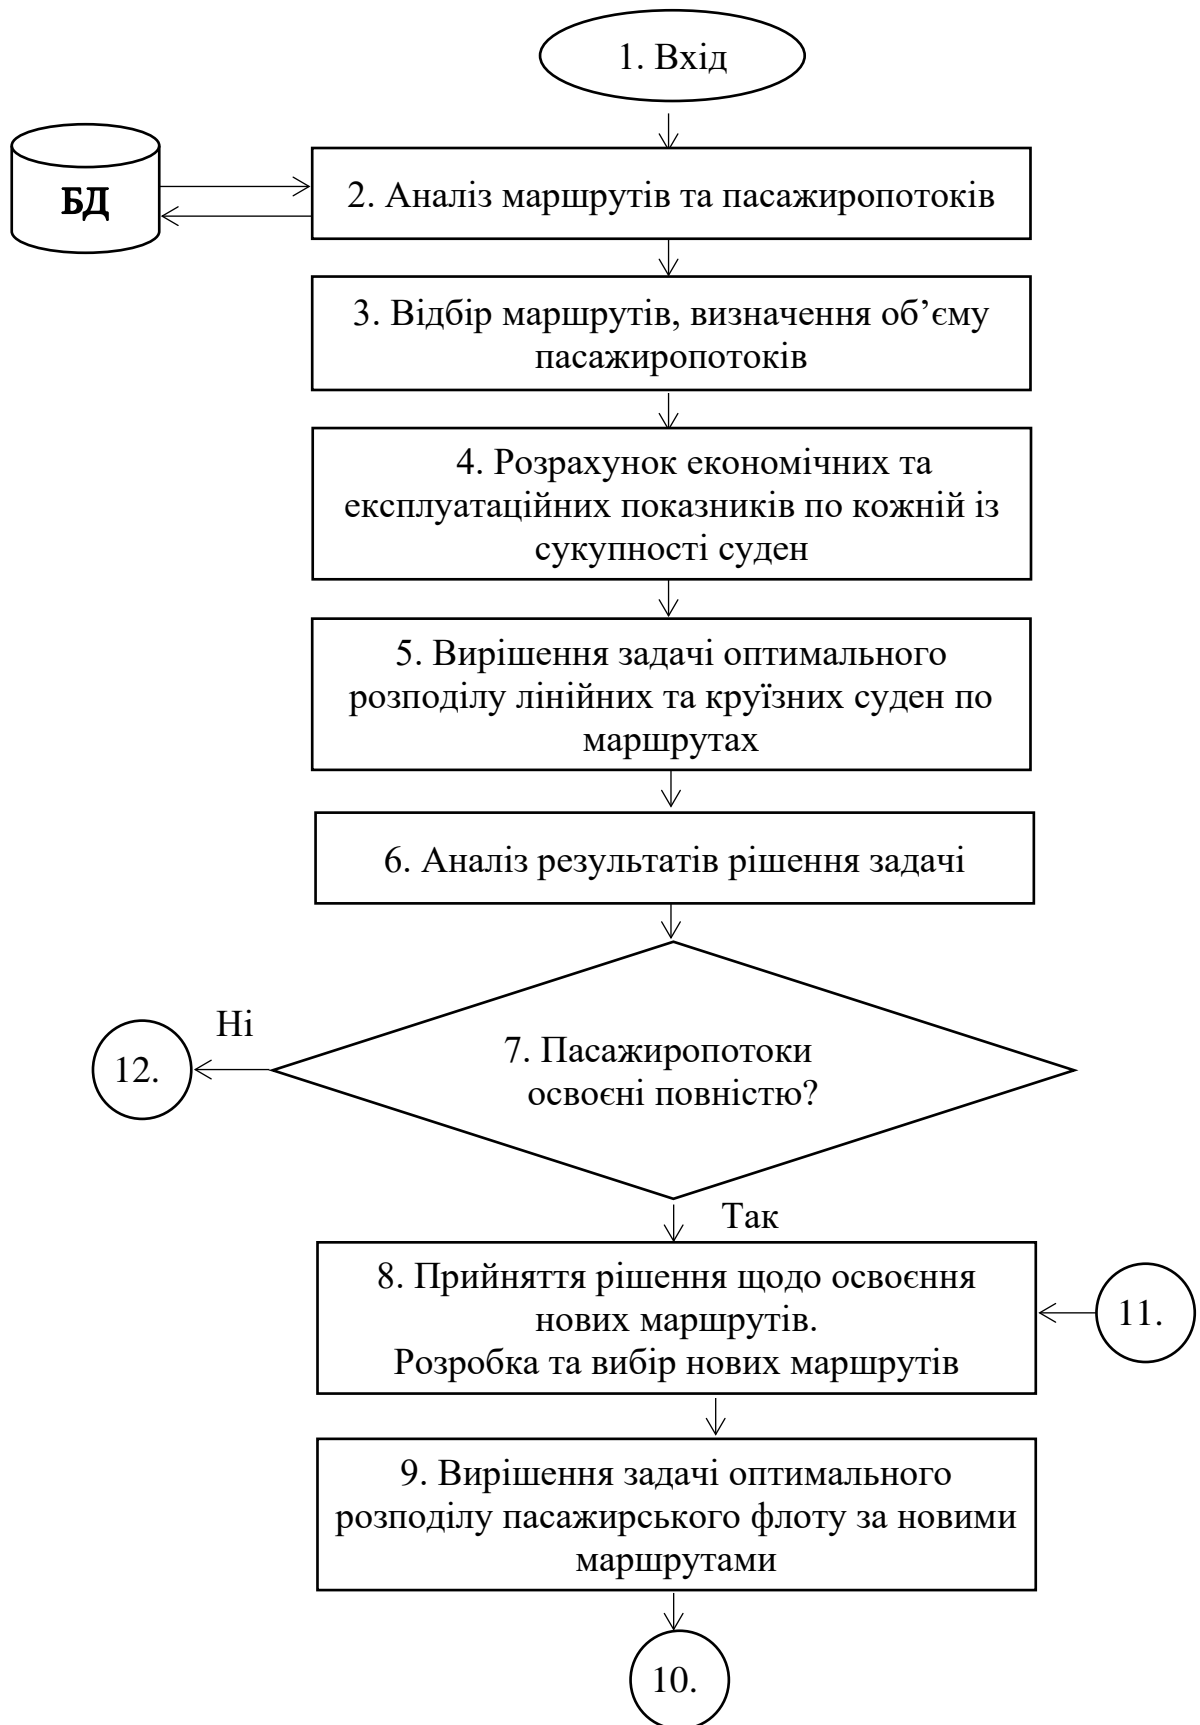 1. Вхід
БД
2. Аналіз маршрутів та пасажиропотоків
3. Відбір маршрутів, визначення об’єму
пасажиропотоків
4. Розрахунок економічних та
експлуатаційних показників по кожній із
сукупності суден
5. Вирішення задачі оптимального
розподілу лінійних та круїзних суден по
маршрутах
6. Аналіз результатів рішення задачі
Ні
12.
7. Пасажиропотоки
освоєні повністю?
Так
8. Прийняття рішення щодо освоєння
нових маршрутів.
Розробка та вибір нових маршрутів
11.
9. Вирішення задачі оптимального
розподілу пасажирського флоту за новими
маршрутами
10.